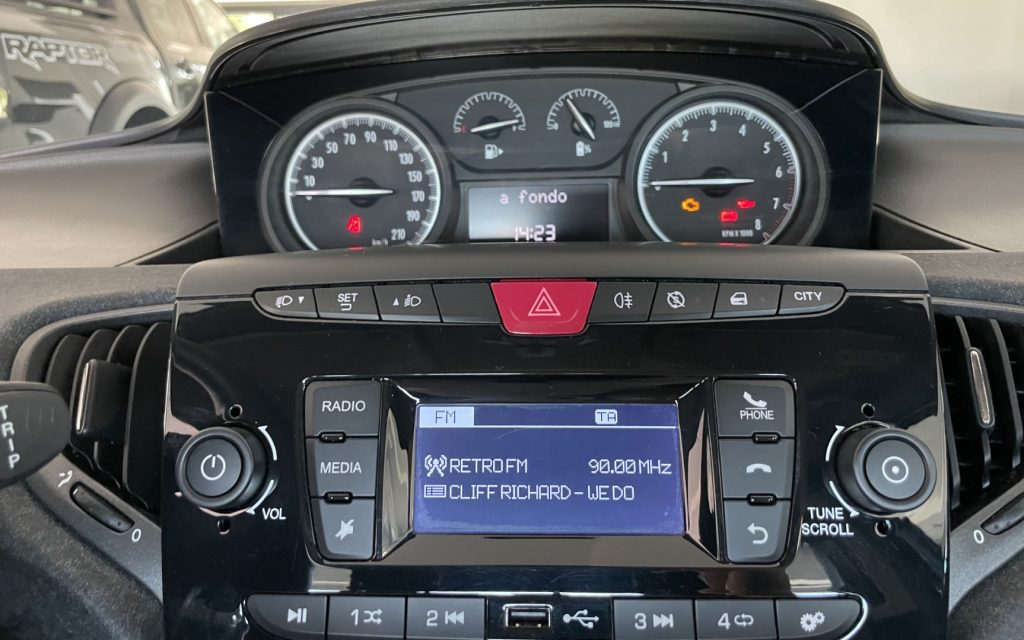 RAPTOR
10 30 50 70 90 110 130 150 170 190 210
km/h
a fondo
14:23
1 2 3 4 5 6 7 8
RPM X 1000
SET
CITY
RADIO
MEDIA
VOL
FM TA
RETRO FM 90.00 MHz
CLIFF RICHARD - WE DO
PHONE
TUNE
SCROLL
TRIP
0
0
1
2
3
4